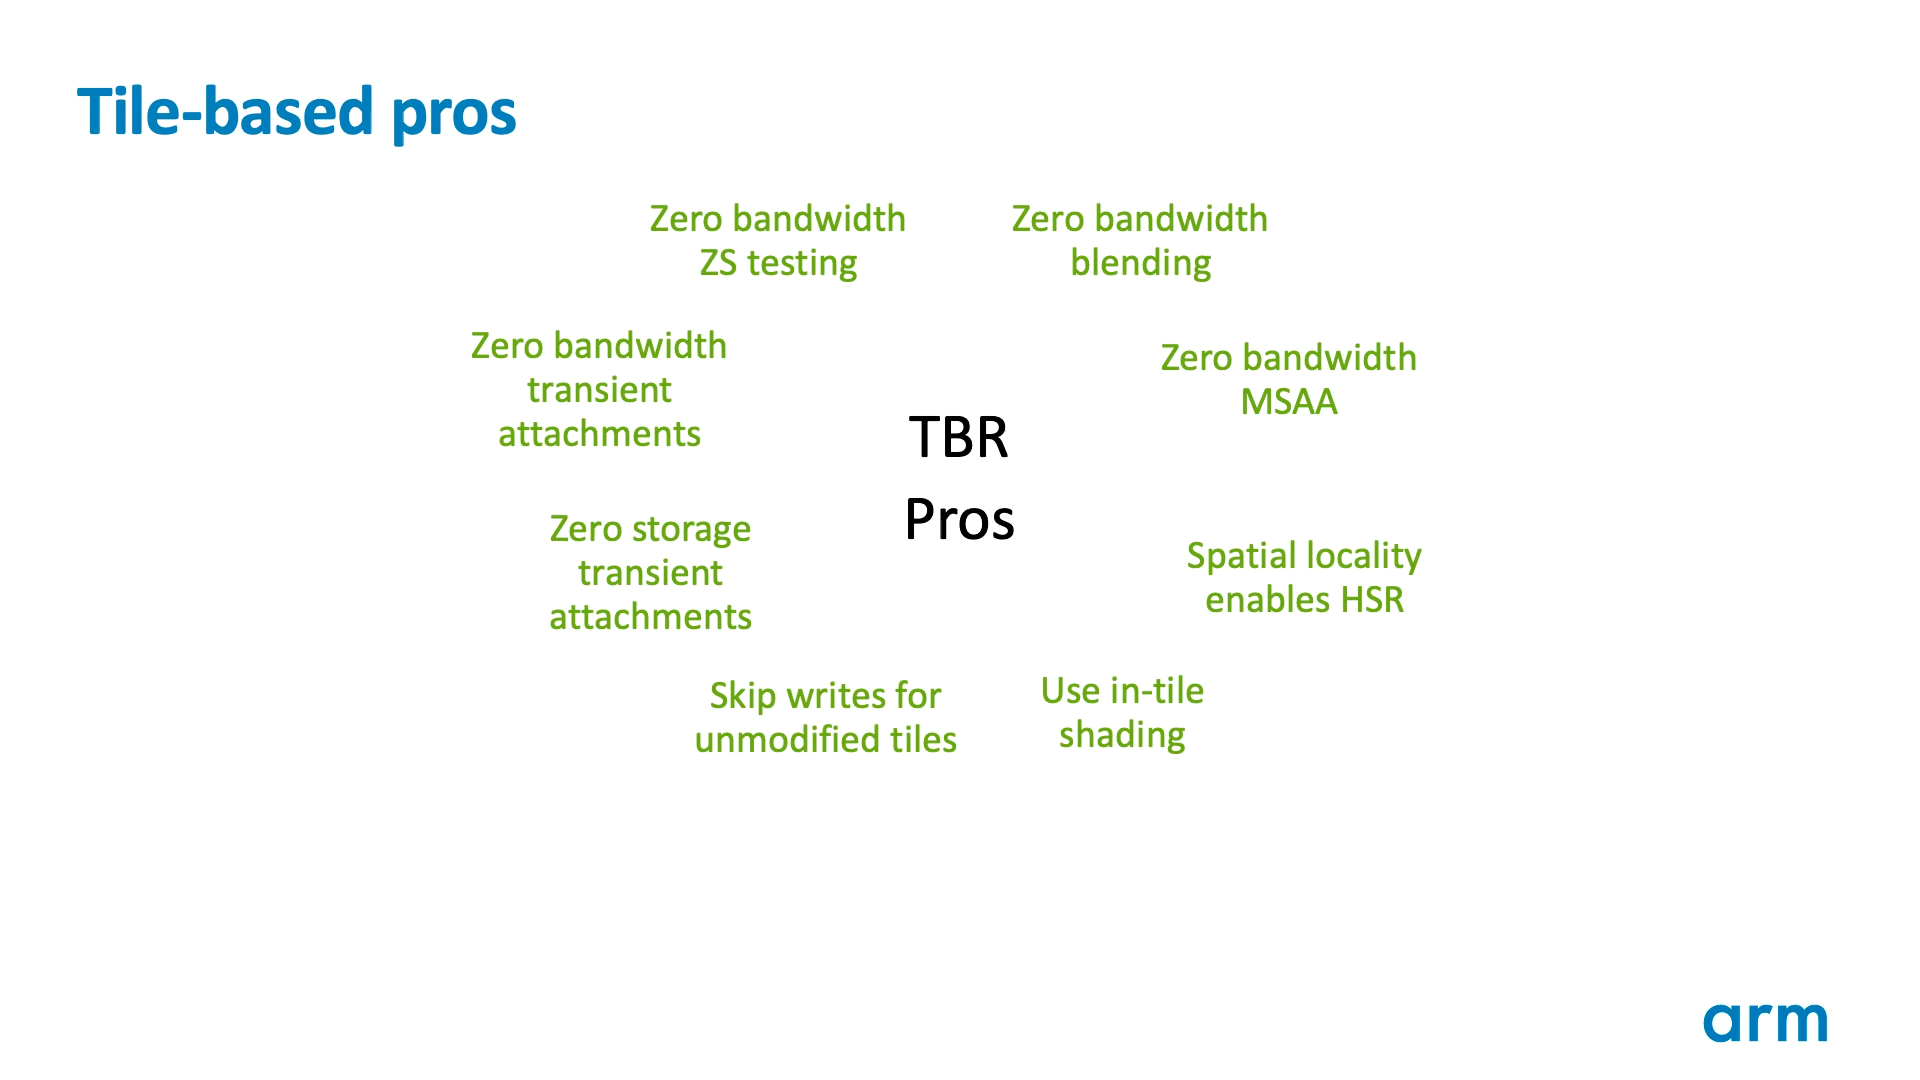 Tile-based pros
Zero bandwidth
ZS testing
Zero bandwidth
blending
Zero bandwidth
transient
attachments
Zero bandwidth
MSAA
TBR
Pros
Zero storage
transient
attachments
Spatial locality
enables HSR
Skip writes for
unmodified tiles
Use in-tile
shading
arm